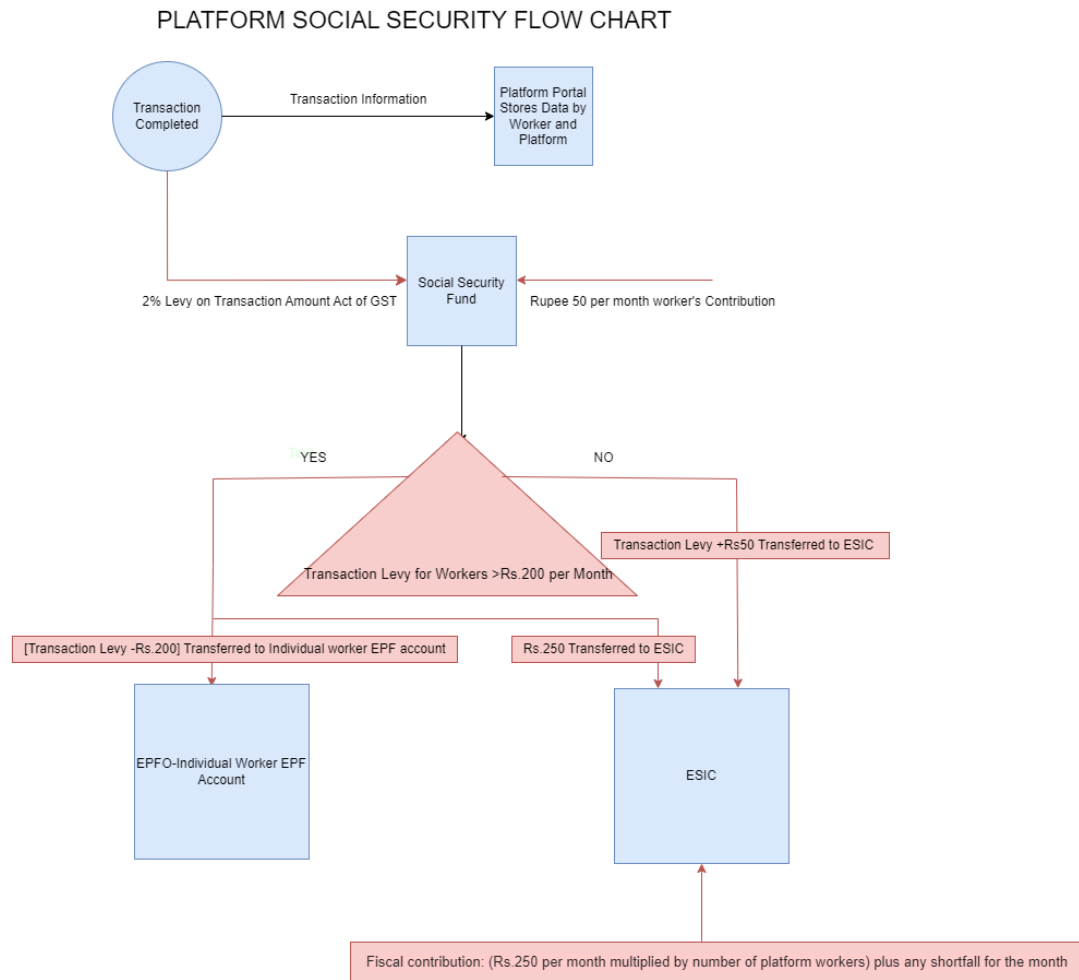 PLATFORM SOCIAL SECURITY FLOW CHART
Transaction
Completed
Transaction Information
Platform Portal
Stores Data by
Worker and
Platform
Social Security
Fund
2% Levy on Transaction Amount Act of GST
Rupee 50 per month worker's Contribution
YES
NO
Transaction Levy +Rs50 Transferred to ESIC
Transaction Levy for Workers >Rs.200 per Month
[Transaction Levy -Rs.200] Transferred to Individual worker EPF account
Rs.250 Transferred to ESIC
EPFO-Individual Worker EPF
Account
ESIC
Fiscal contribution: (Rs.250 per month multiplied by number of platform workers) plus any shortfall for the month